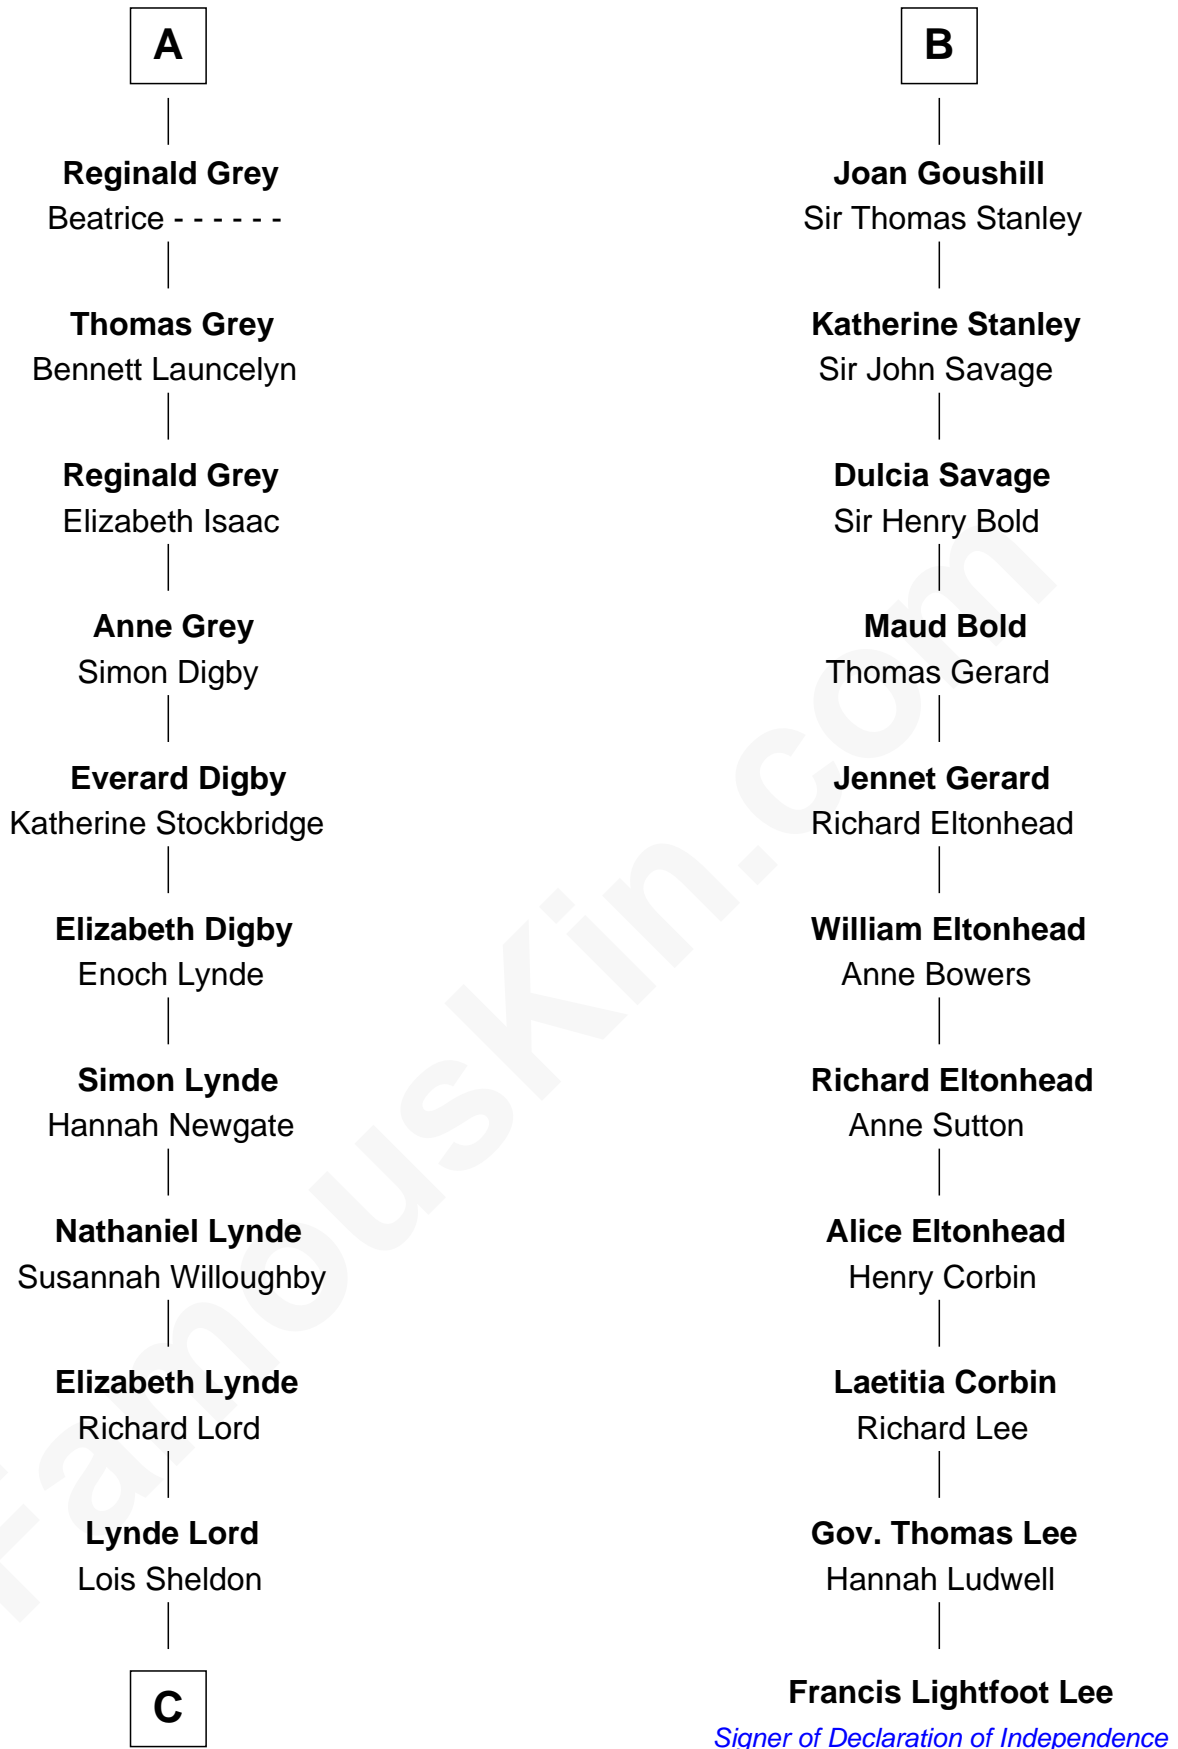 A
Reginald Grey
Beatrice - - - - - -
Thomas Grey
Bennett Launcelyn
Reginald Grey
Elizabeth Isaac
Anne Grey
Simon Digby
Everard Digby
Katherine Stockbridge
Elizabeth Digby
Enoch Lynde
Simon Lynde
Hannah Newgate
Nathaniel Lynde
Susannah Willoughby
Elizabeth Lynde
Richard Lord
Lynde Lord
Lois Sheldon
C
B
Joan Goushill
Sir Thomas Stanley
Katherine Stanley
Sir John Savage
Dulcia Savage
Sir Henry Bold
Maud Bold
Thomas Gerard
Jennet Gerard
Richard Eltonhead
William Eltonhead
Anne Bowers
Richard Eltonhead
Anne Sutton
Alice Eltonhead
Henry Corbin
Laetitia Corbin
Richard Lee
Gov. Thomas Lee
Hannah Ludwell
Francis Lightfoot Lee
Signer of Declaration of Independence
FamousKin.com